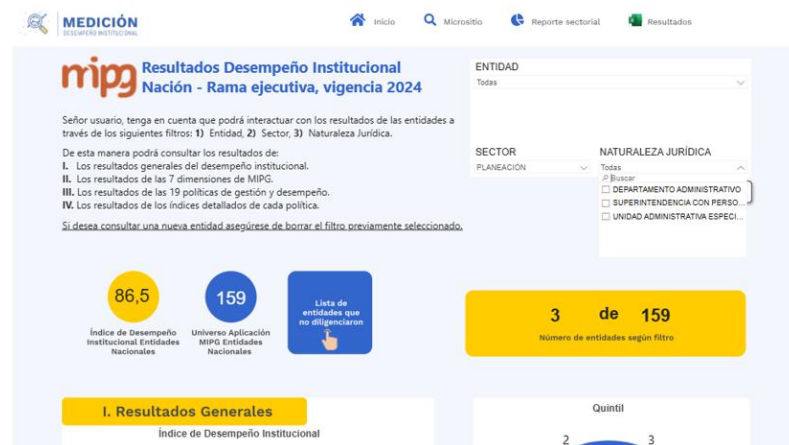 MEDICIÓN
DESEMPEÑO INSTITUCIONAL
Inicio
Micrositio
Reporte sectorial
Resultados
mipg
Resultados Desempeño Institucional
Nación - Rama ejecutiva, vigencia 2024
Señor usuario, tenga en cuenta que podrá interactuar con los resultados de las entidades a
través de los siguientes filtros: 1) Entidad, 2) Sector, 3) Naturaleza Jurídica.
De esta manera podrá consultar los resultados de:
I. Los resultados generales del desempeño institucional.
II. Los resultados de las 7 dimensiones de MIPG.
III. Los resultados de las 19 políticas de gestión y desempeño.
IV. Los resultados de los índices detallados de cada política.
Si desea consultar una nueva entidad asegúrese de borrar el filtro previamente seleccionado.
ENTIDAD
Todas
SECTOR
PLANEACIÓN
NATURALEZA JURÍDICA
Todas
Buscar
DEPARTAMENTO ADMINISTRATIVO
SUPERINTENDENCIA CON PERSO...
UNIDAD ADMINISTRATIVA ESPECI...
86,5
Índice de Desempeño
Institucional Entidades
Nacionales
159
Universo Aplicación
MIPG Entidades
Nacionales
Lista de
entidades que
no diligenciaron
3 de 159
Número de entidades según filtro
I. Resultados Generales
Índice de Desempeño Institucional
Quintil
2
3